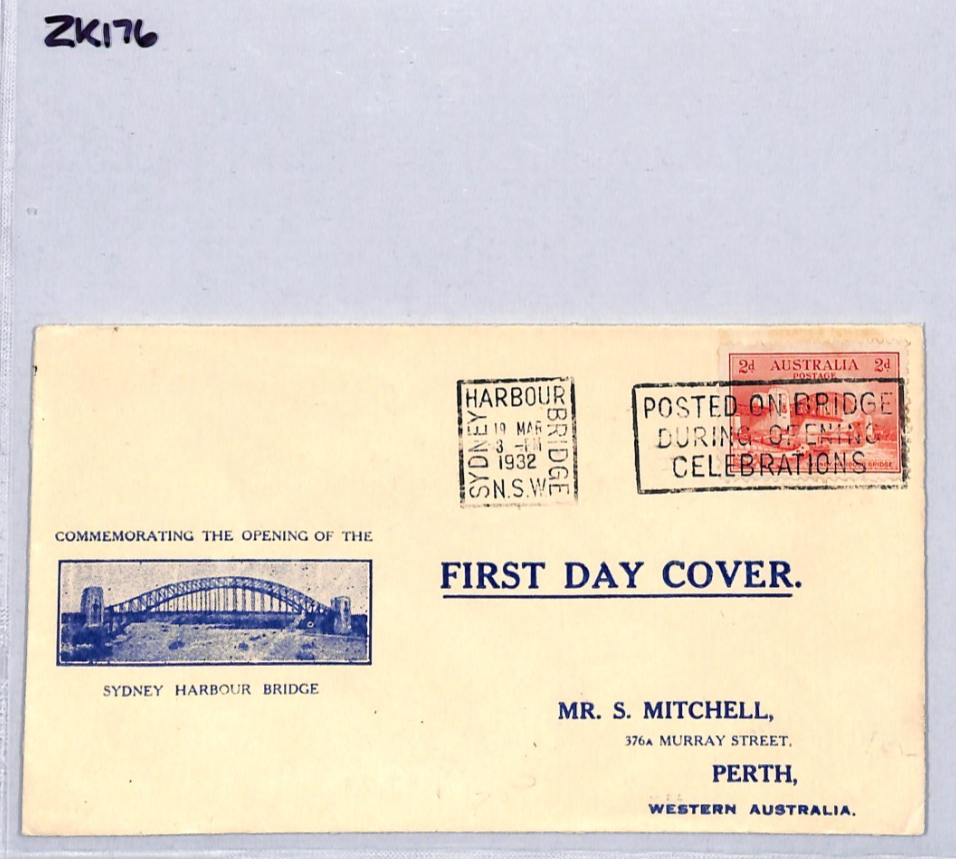 ZK176
2d AUSTRALIA 2d
POSTAGE
HARBOUR
SYDNEY
BRIDGE
19 MAR
3 -PM
1932
N.S.W
POSTED ON BRIDGE
DURING OPENING
CELEBRATIONS
BRIDGE
COMMEMORATING THE OPENING OF THE
SYDNEY HARBOUR BRIDGE
FIRST DAY COVER.
MR. S. MITCHELL,
376A MURRAY STREET,
PERTH,
WESTERN AUSTRALIA.